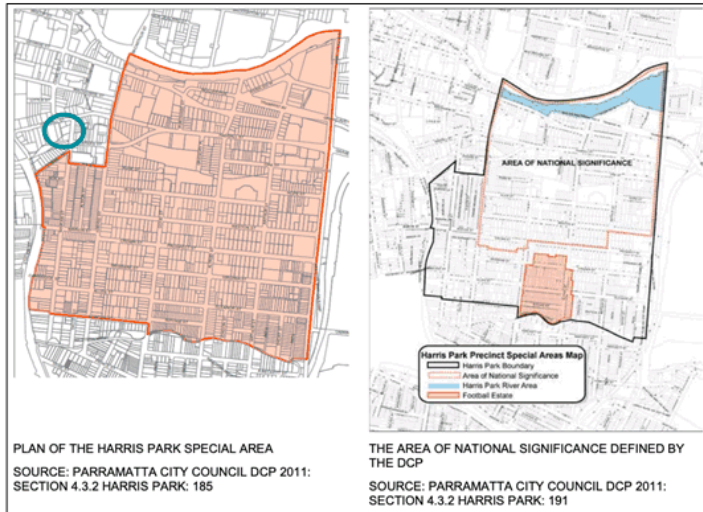 PLAN OF THE HARRIS PARK SPECIAL AREA
SOURCE: PARRAMATTA CITY COUNCIL DCP 2011:
SECTION 4.3.2 HARRIS PARK: 185
AREA OF NATIONAL SIGNIFICANCE
Harris Park Precinct Special Areas Map
Harris Park Boundary
Area of National Significance
Harris Park River Area
Football Estate
THE AREA OF NATIONAL SIGNIFICANCE DEFINED BY
THE DCP
SOURCE: PARRAMATTA CITY COUNCIL DCP 2011:
SECTION 4.3.2 HARRIS PARK: 191